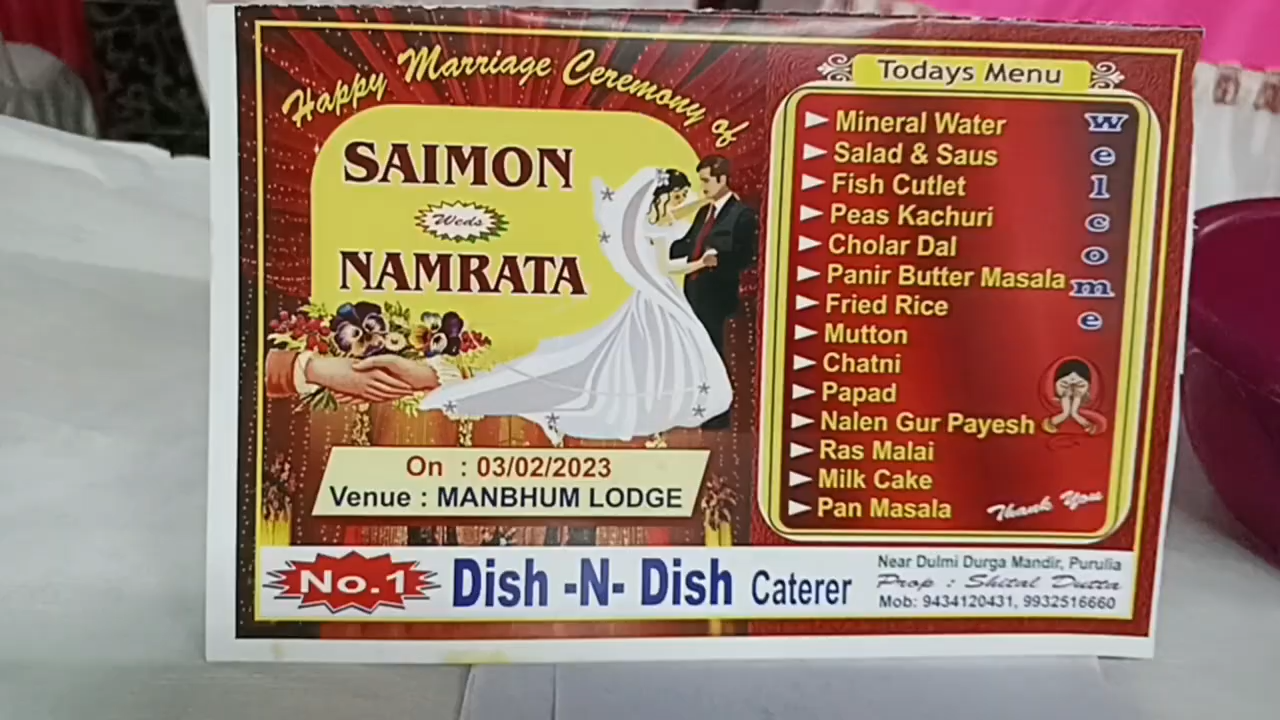 Happy Marriage Ceremony of
SAIMON
Weds
NAMRATA
On : 03/02/2023
Venue : MANBHUM LODGE
Todays Menu
Mineral Water
Salad & Saus
Fish Cutlet
Peas Kachuri
Cholar Dal
Panir Butter Masala
Fried Rice
Mutton
Chatni
Papad
Nalen Gur Payesh
Ras Malai
Milk Cake
Pan Masala
Welcome
Thank You
No.1
Dish -N- Dish Caterer
Near Dulmi Durga Mandir, Purulia
Prop : Shital Dutta
Mob: 9434120431, 9932516660